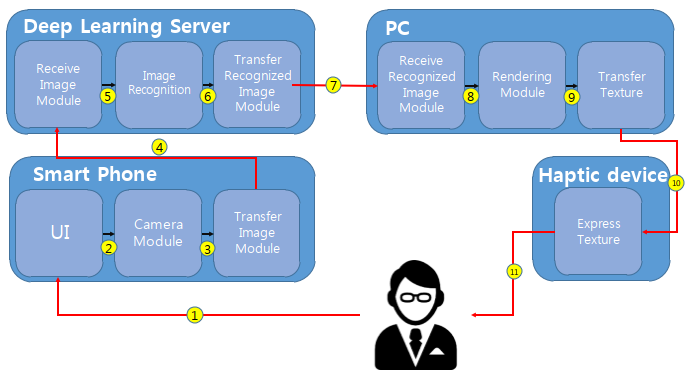 Deep Learning Server
Receive
Image
Module
5
Image
Recognition
6
Transfer
Recognized
Image
Module
7
PC
Receive
Recognized
Image
Module
8
Rendering
Module
9
Transfer
Texture
4
10
Smart Phone
UI
2
Camera
Module
3
Transfer
Image
Module
Haptic device
Express
Texture
11
1